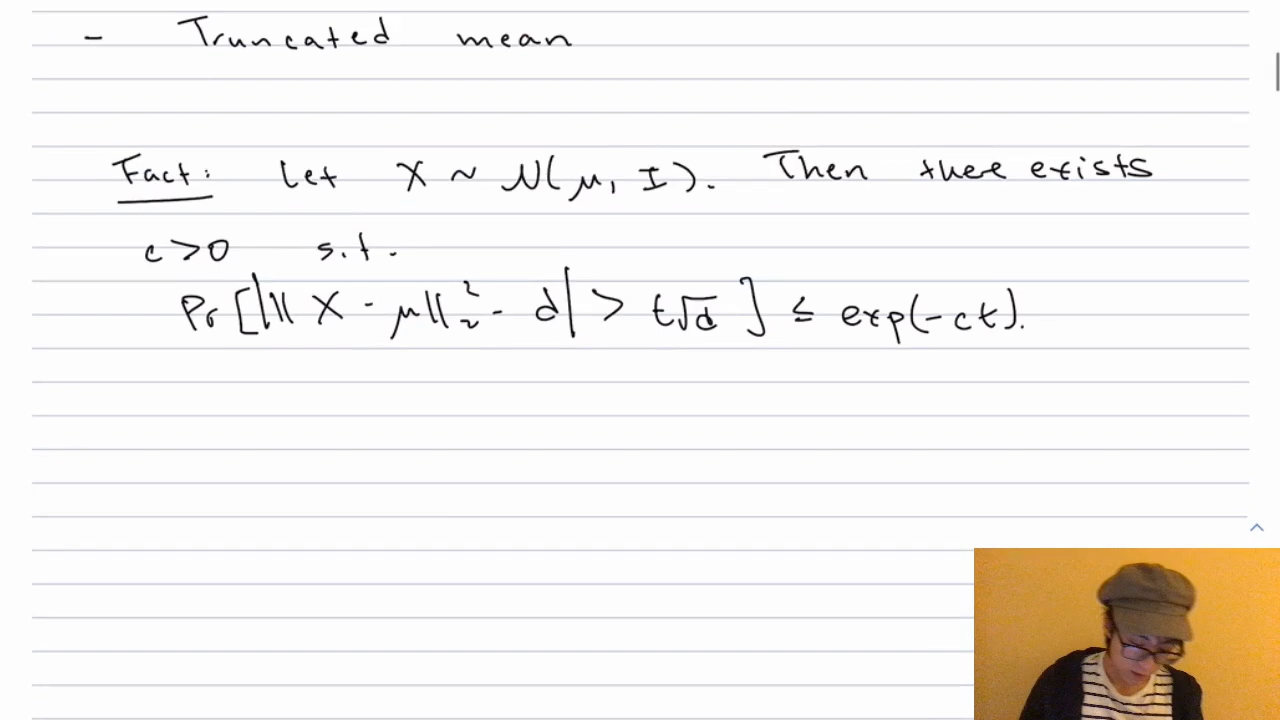 - Truncated mean
Fact: Let X ~ N(μ, I). Then there exists
c>0 s.t.
Pr[|‖X - μ‖₂² - d| > t√d] ≤ exp(-ct).